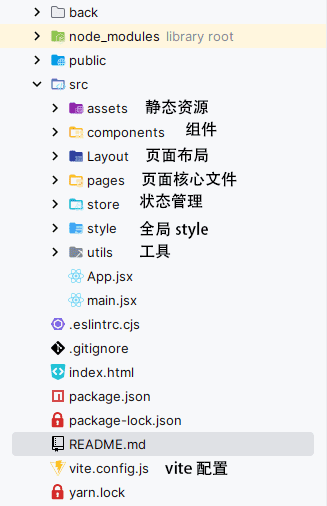 back
node_modules library root
public
src
assets 静态资源
components 组件
Layout 页面布局
pages 页面核心文件
store 状态管理
style 全局 style
utils 工具
App.jsx
main.jsx
.eslintrc.cjs
.gitignore
index.html
package.json
package-lock.json
README.md
vite.config.js vite 配置
yarn.lock